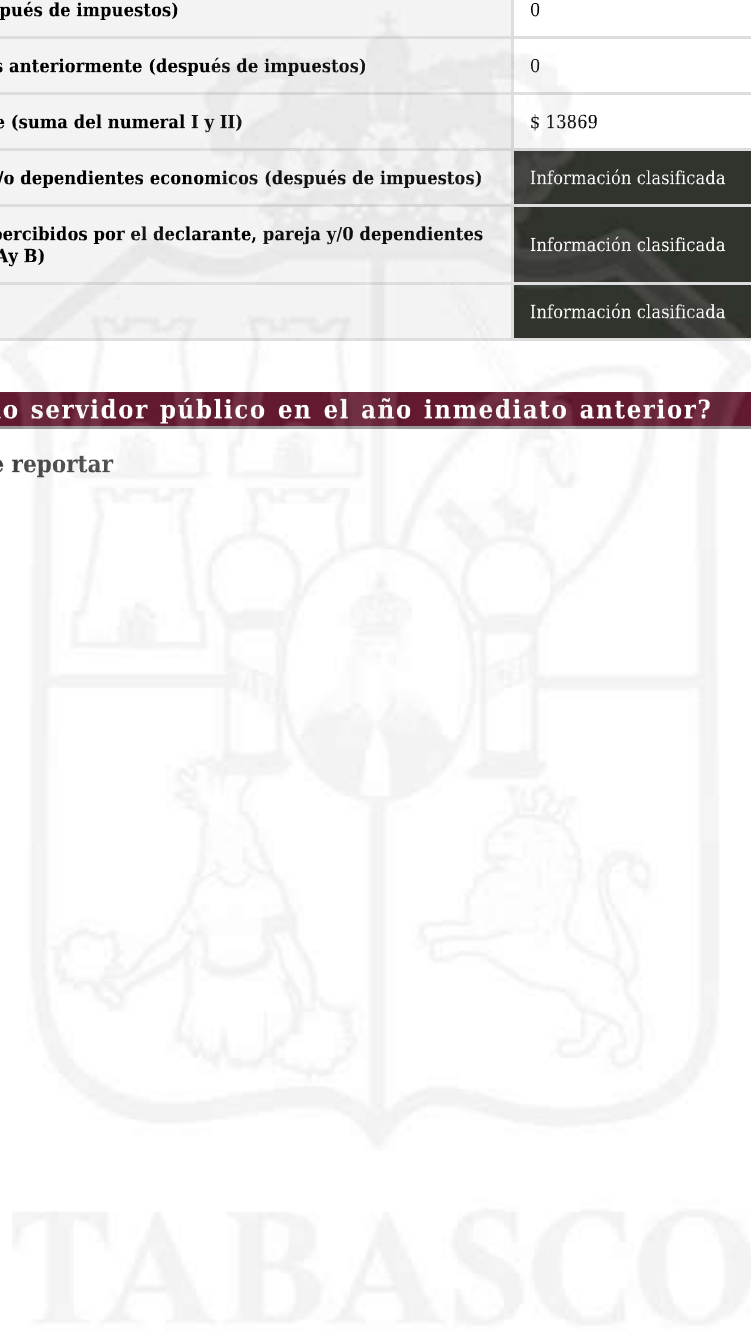 pués de impuestos)
0
s anteriormente (después de impuestos)
0
e (suma del numeral I y II)
$ 13869
/o dependientes economicos (después de impuestos)
Información clasificada
percibidos por el declarante, pareja y/0 dependientes
Ay B)
Información clasificada
Información clasificada
o servidor público en el año inmediato anterior?
e reportar
TABASCO